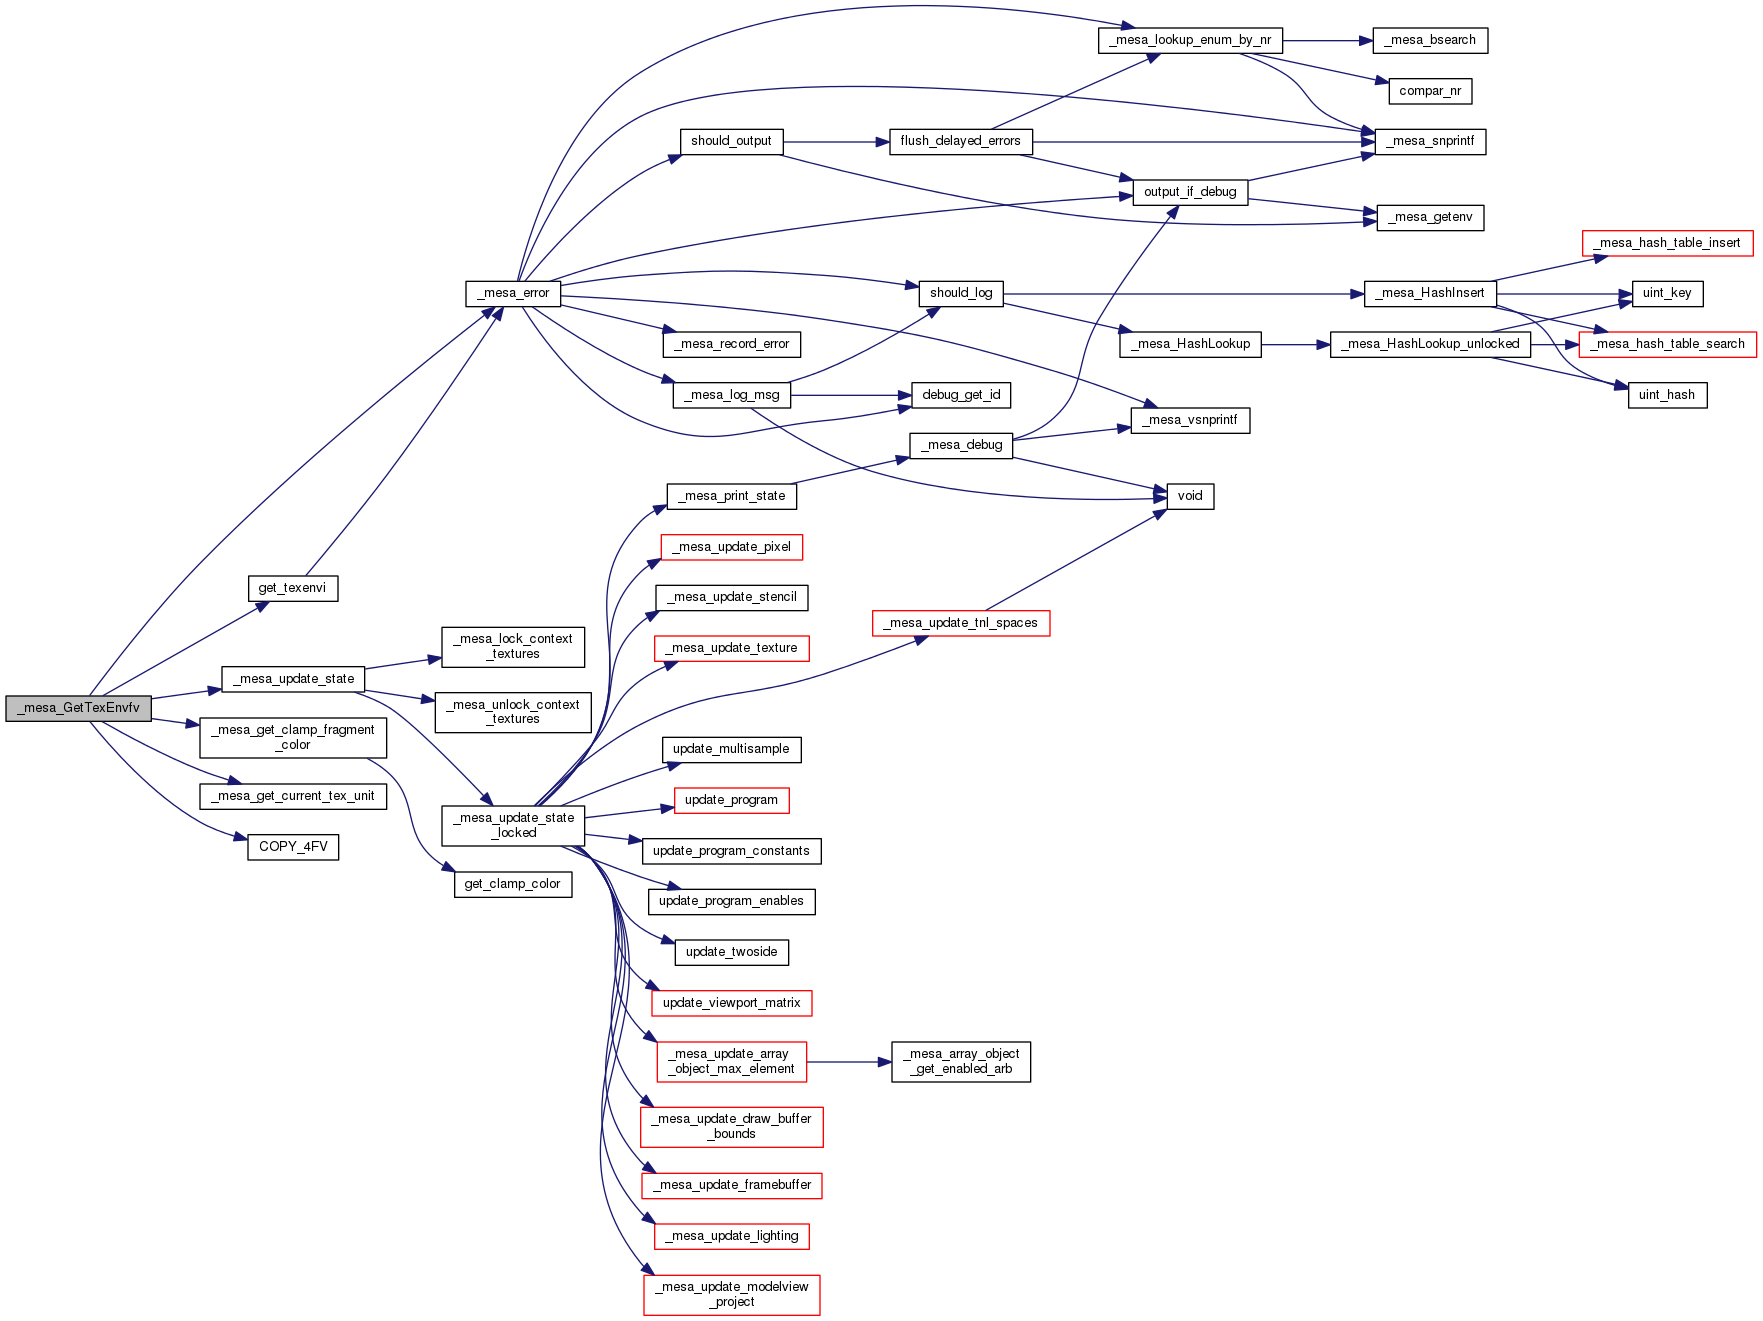 _mesa_lookup_enum_by_nr
_mesa_bsearch
compar_nr
should_output
flush_delayed_errors
_mesa_snprintf
output_if_debug
_mesa_getenv
_mesa_hash_table_insert
_mesa_error
should_log
_mesa_HashInsert
uint_key
_mesa_record_error
_mesa_HashLookup
_mesa_HashLookup_unlocked
_mesa_hash_table_search
_mesa_log_msg
debug_get_id
uint_hash
_mesa_vsnprintf
_mesa_debug
_mesa_print_state
void
_mesa_update_pixel
get_texenvi
_mesa_update_stencil
_mesa_update_tnl_spaces
_mesa_lock_context
_textures
_mesa_update_texture
_mesa_update_state
_mesa_GetTexEnvfv
_mesa_unlock_context
_textures
_mesa_get_clamp_fragment
_color
update_multisample
_mesa_get_current_tex_unit
update_program
_mesa_update_state
_locked
COPY_4FV
update_program_constants
get_clamp_color
update_program_enables
update_twoside
update_viewport_matrix
_mesa_update_array
_object_max_element
_mesa_array_object
_get_enabled_arb
_mesa_update_draw_buffer
_bounds
_mesa_update_framebuffer
_mesa_update_lighting
_mesa_update_modelview
_project